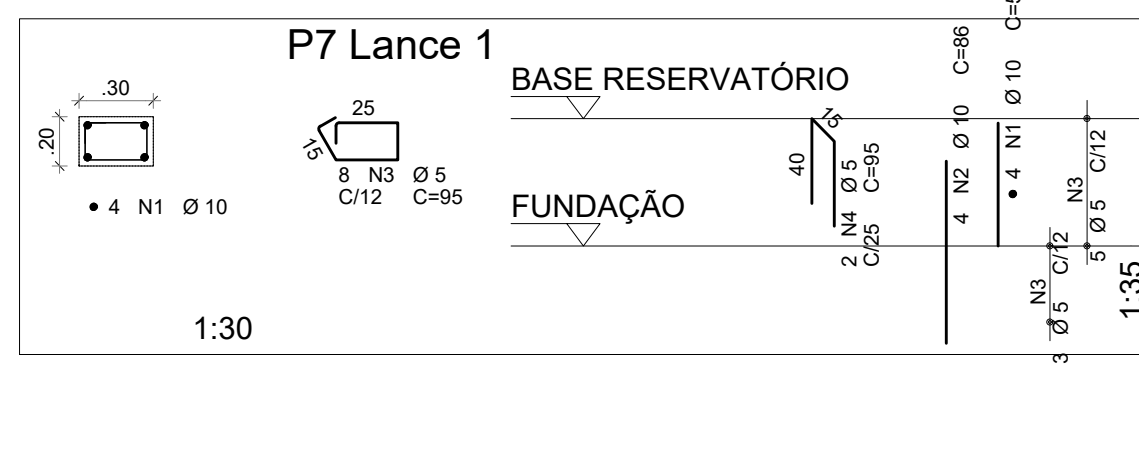 P7 Lance 1
.30
.20
4 N1 Ø 10
25
15
8 N3 Ø 5
C/12 C=95
1:30
BASE RESERVATÓRIO
FUNDAÇÃO
15
40
2 N4 Ø 5
C/25 C=95
4 N2 Ø 10 C=86
4 N1 Ø 10
N3
5 Ø 5 C/12
N3
3 Ø 5 C/12
1:35